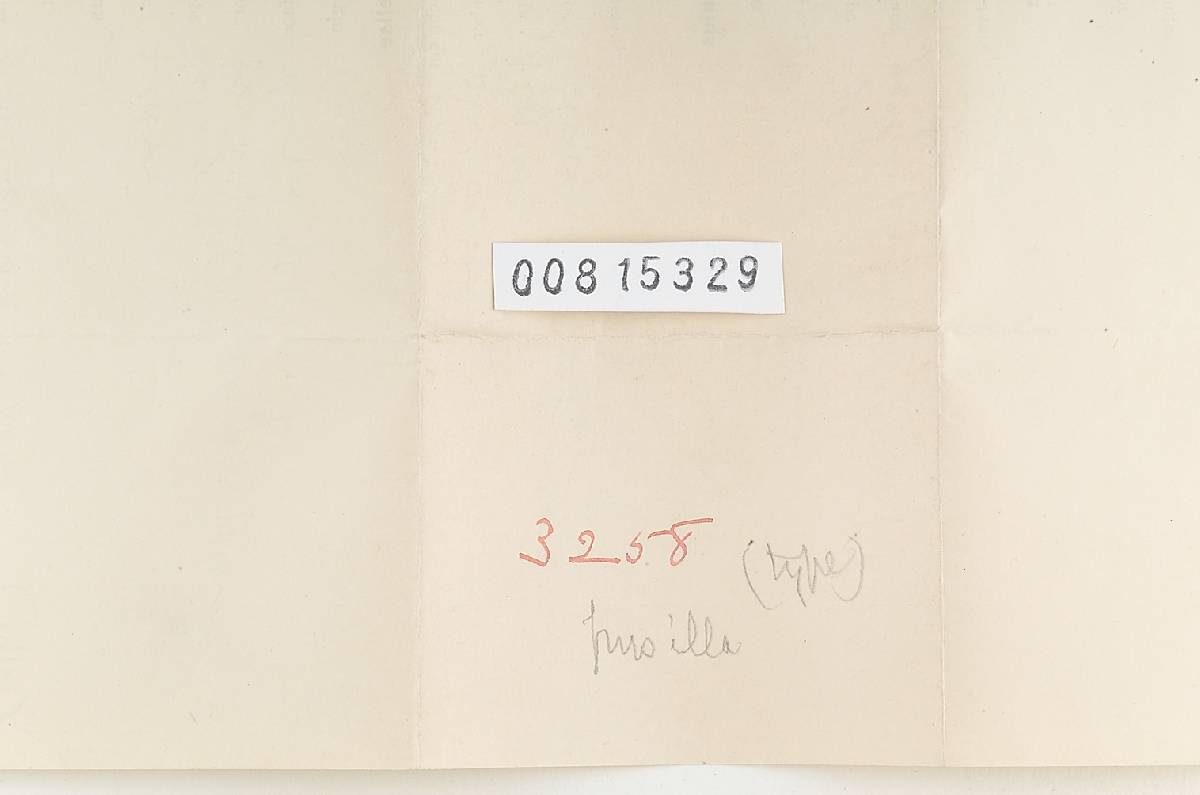 00815329
3258 (type)
pusilla